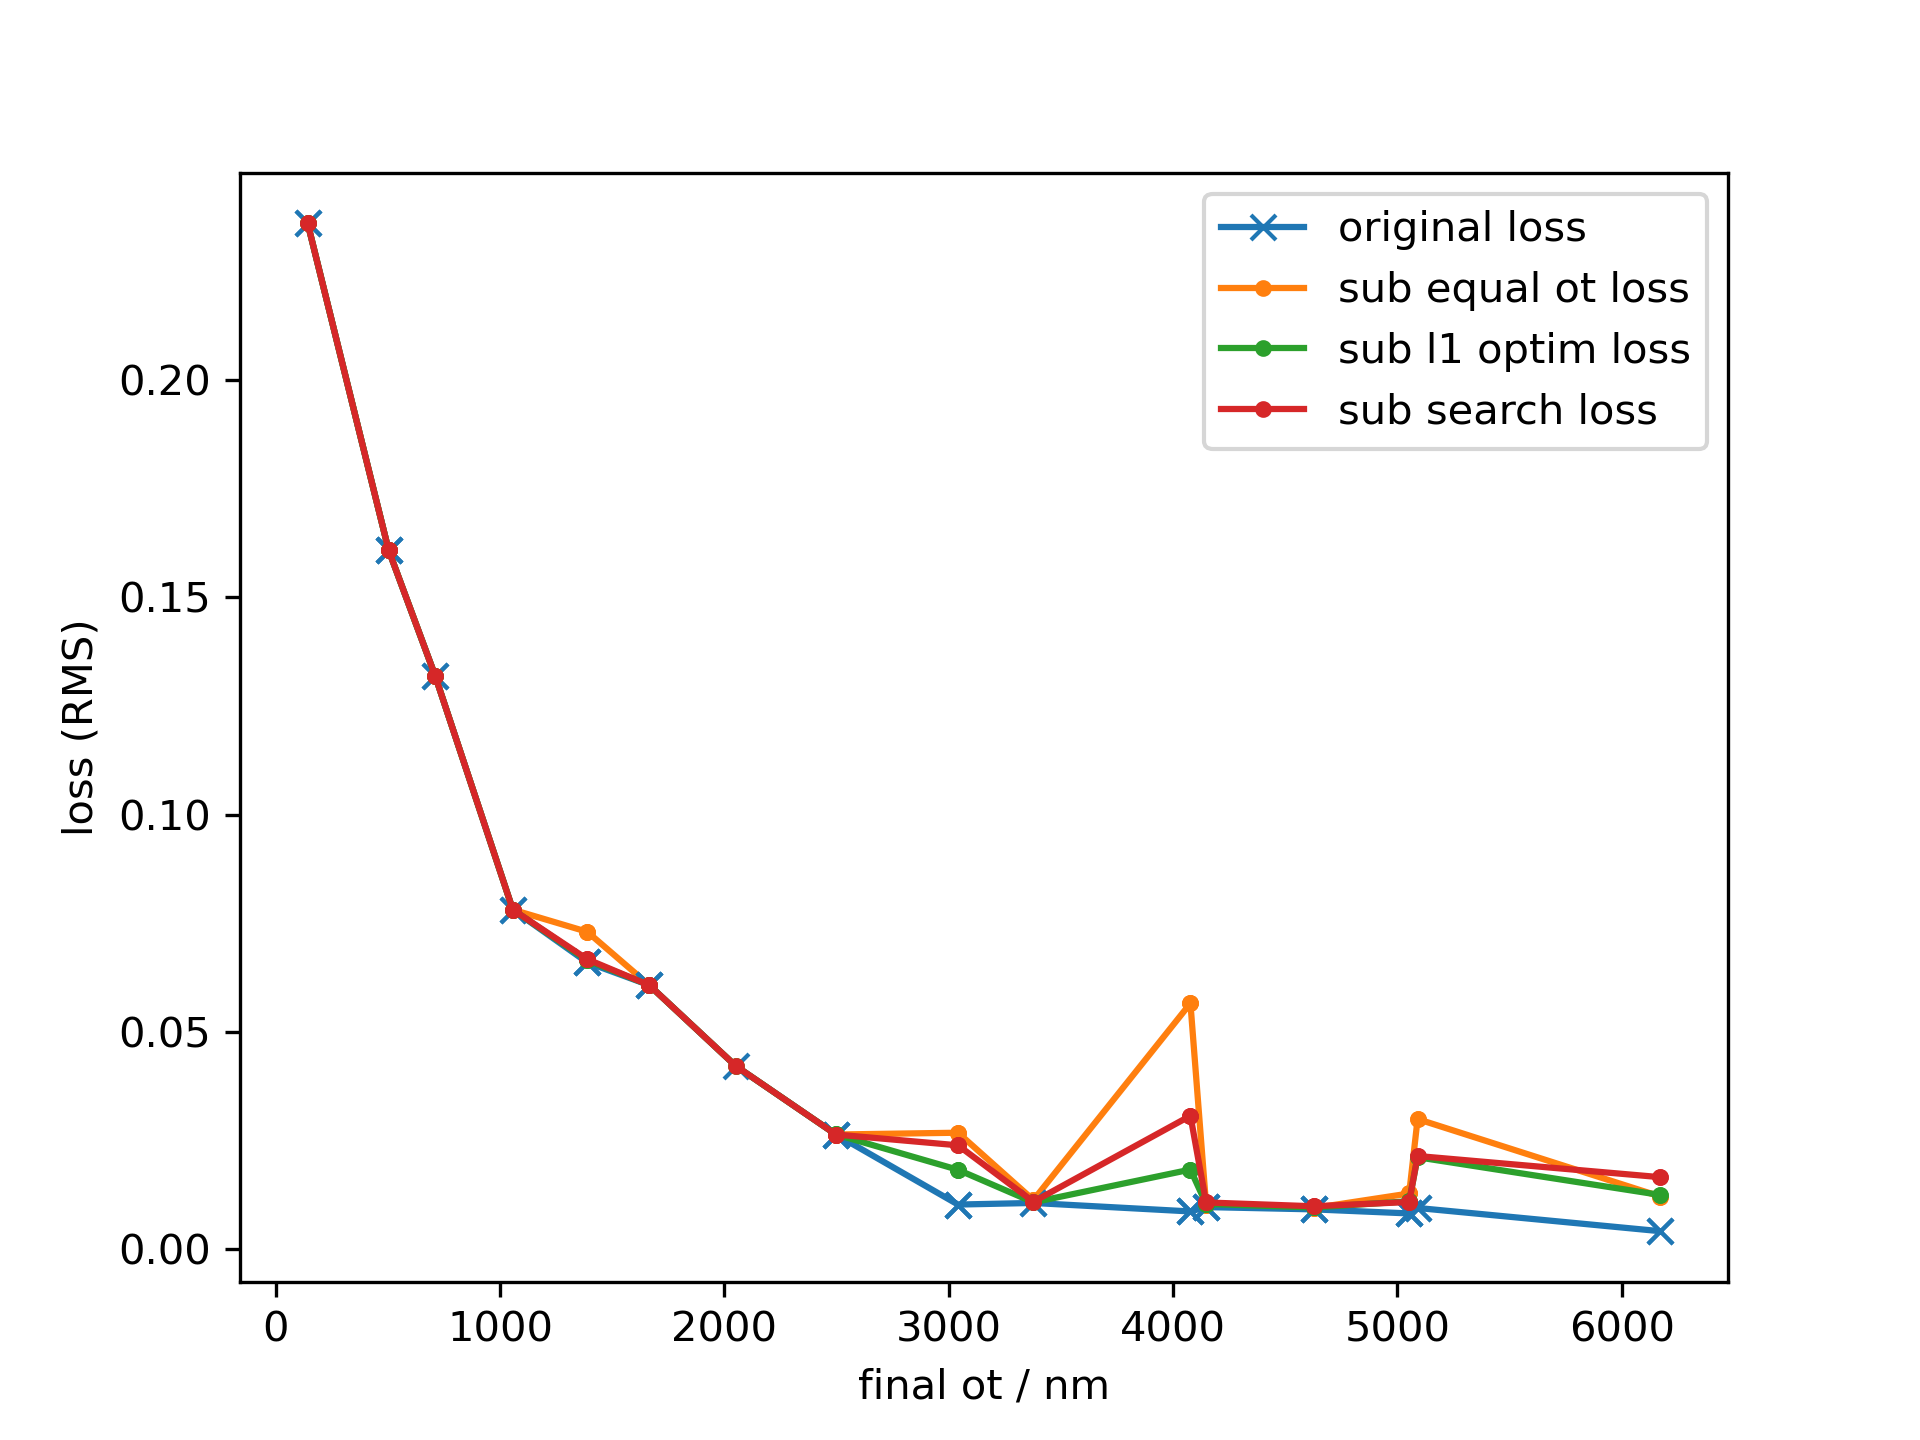 original loss
sub equal ot loss
sub l1 optim loss
sub search loss
0.20
0.15
0.10
0.05
0.00
loss (RMS)
0 1000 2000 3000 4000 5000 6000
final ot / nm